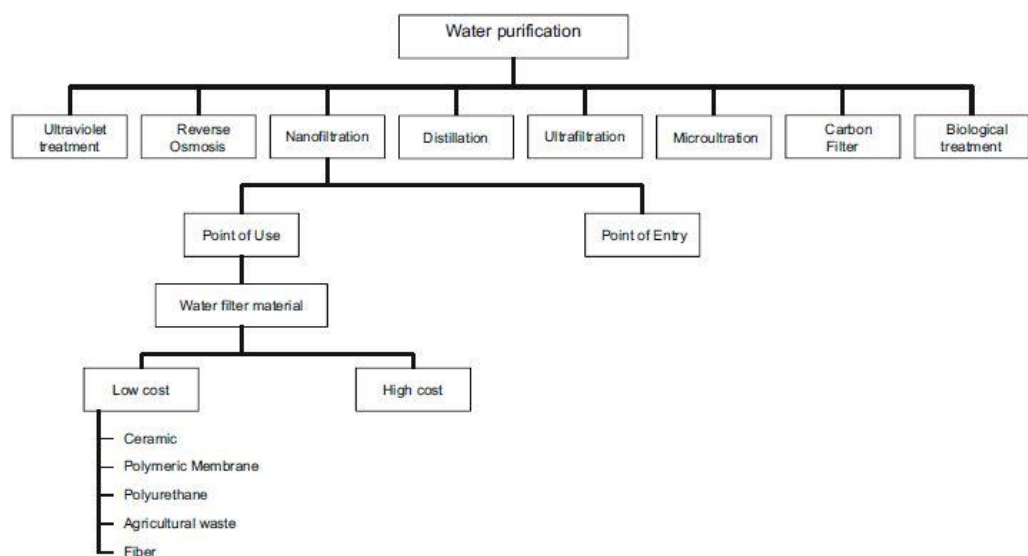 Water purification
Ultraviolet
treatment
Reverse
Osmosis
Nanofiltration
Distillation
Ultrafiltration
Microultration
Carbon
Filter
Biological
treatment
Point of Use
Point of Entry
Water filter material
Low cost
High cost
Ceramic
Polymeric Membrane
Polyurethane
Agricultural waste
Fiber